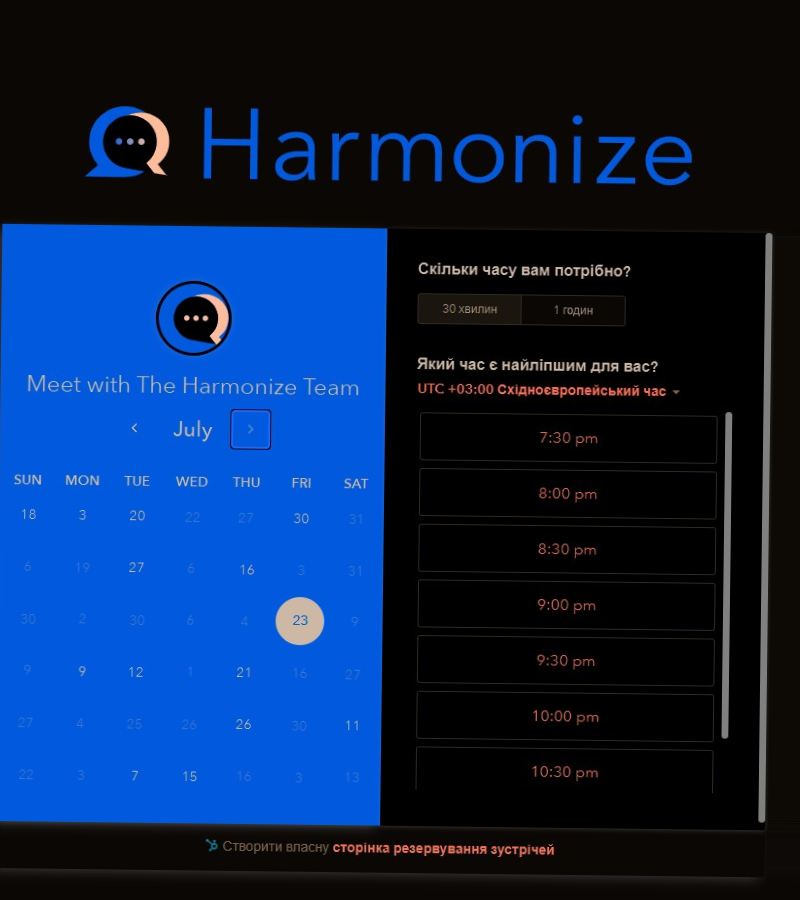 Harmonize
Meet with The Harmonize Team
July
SUN MON TUE WED THU FRI SAT
18 3 20 22 27 30 31
6 19 27 6 16 3 31
30 2 30 6 4 23 9
9 9 12 1 21 16 27
27 4 25 26 26 30 11
22 3 7 15 16 3 13
Скільки часу вам потрібно?
30 хвилин 1 годин
Який час є найліпшим для вас?
UTC +03:00 Східноєвропейський час
7:30 pm
8:00 pm
8:30 pm
9:00 pm
9:30 pm
10:00 pm
10:30 pm
Створити власну сторінка резервування зустрічей